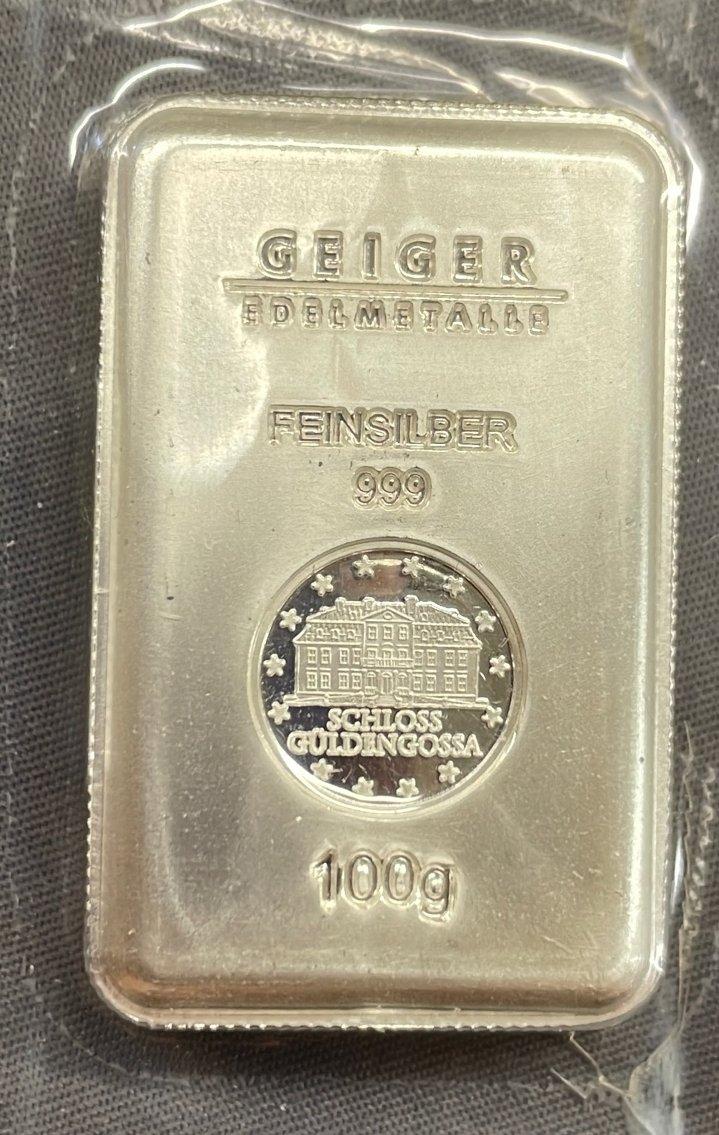 GEIGER
EDELMETALLE
FEINSILBER
999
SCHLOSS
GÜLDENGOSSA
100g